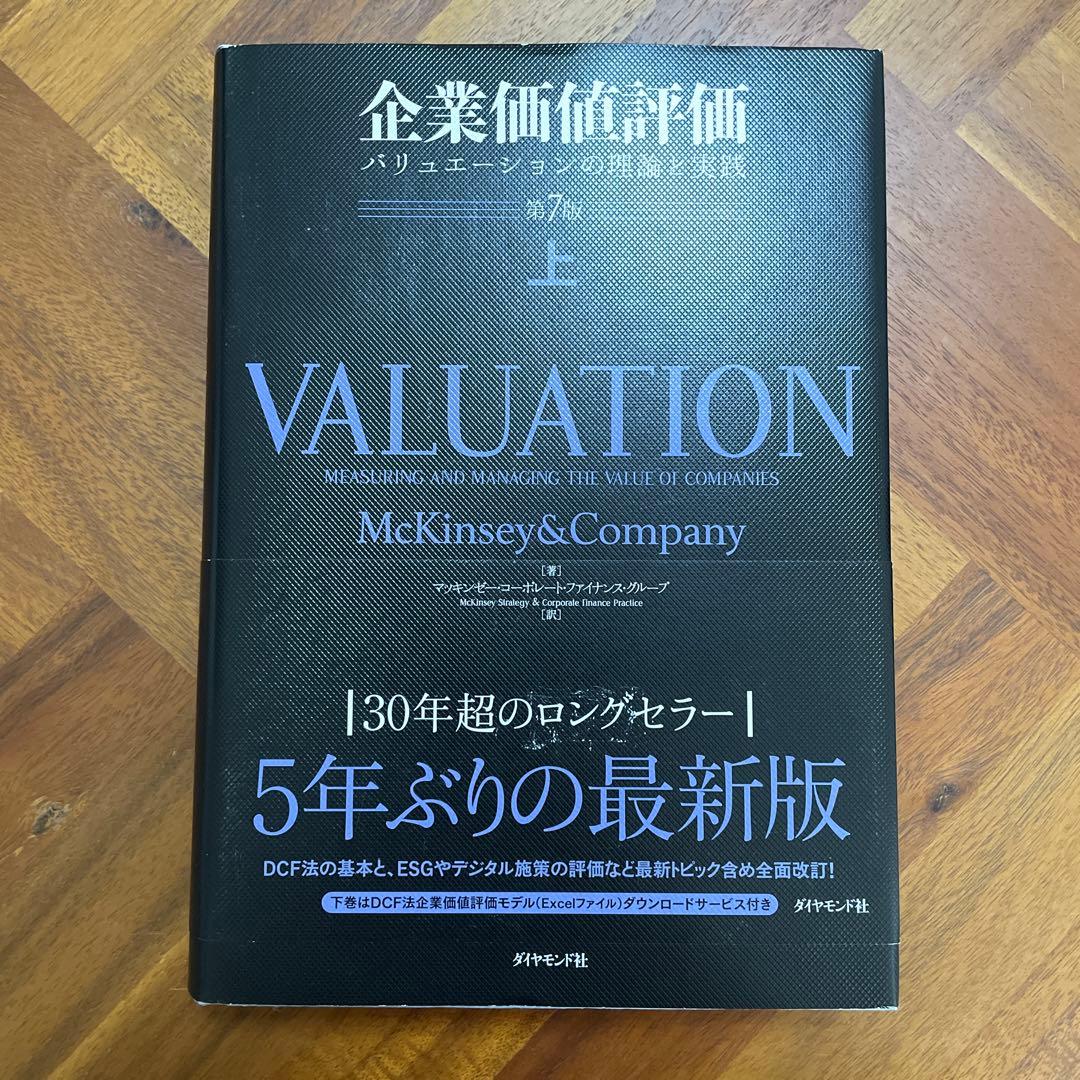 企業価値評価
バリュエーションの理論と実践
第7版
上
VALUATION
MEASURING AND MANAGING THE VALUE OF COMPANIES
McKinsey&Company
[著]
マッキンゼー・コーポレート・ファイナンス・グループ
McKinsey Strategy & Corporate Finance Practice
[訳]
30年超のロングセラー
5年ぶりの最新版
DCF法の基本と、ESGやデジタル施策の評価など最新トピック含め全面改訂!
下巻はDCF法企業価値評価モデル(Excelファイル)ダウンロードサービス付き ダイヤモンド社
ダイヤモンド社